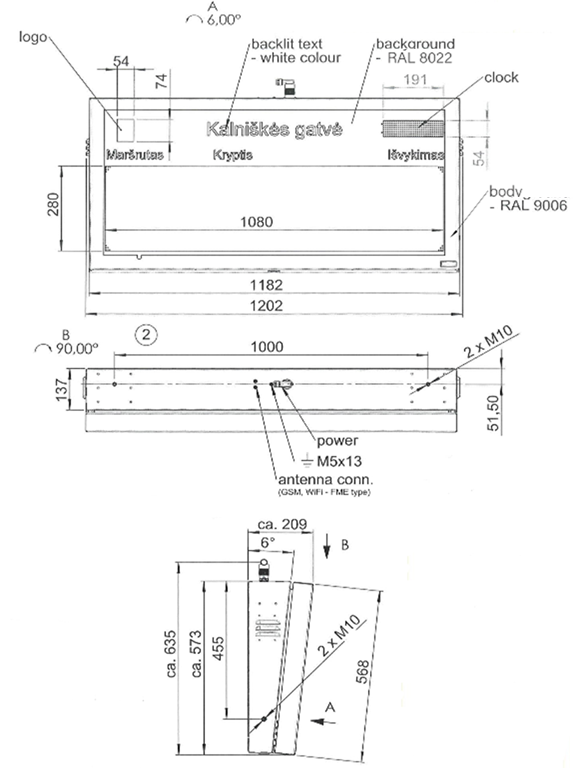 A
6,00°
logo
backlit text
- white colour
background
- RAL 8022
clock
54
74
191
54
Kalniškės gatvė
Maršrutas Kryptis Išvykimas
280
1080
body
- RAL 9006
1182
1202
B
90,00°
2
1000
2 x M10
137
51,50
power
M5x13
antenna conn.
(GSM, WiFi - FME type)
ca. 209
6°
B
ca. 635
ca. 573
455
2 x M10
568
A